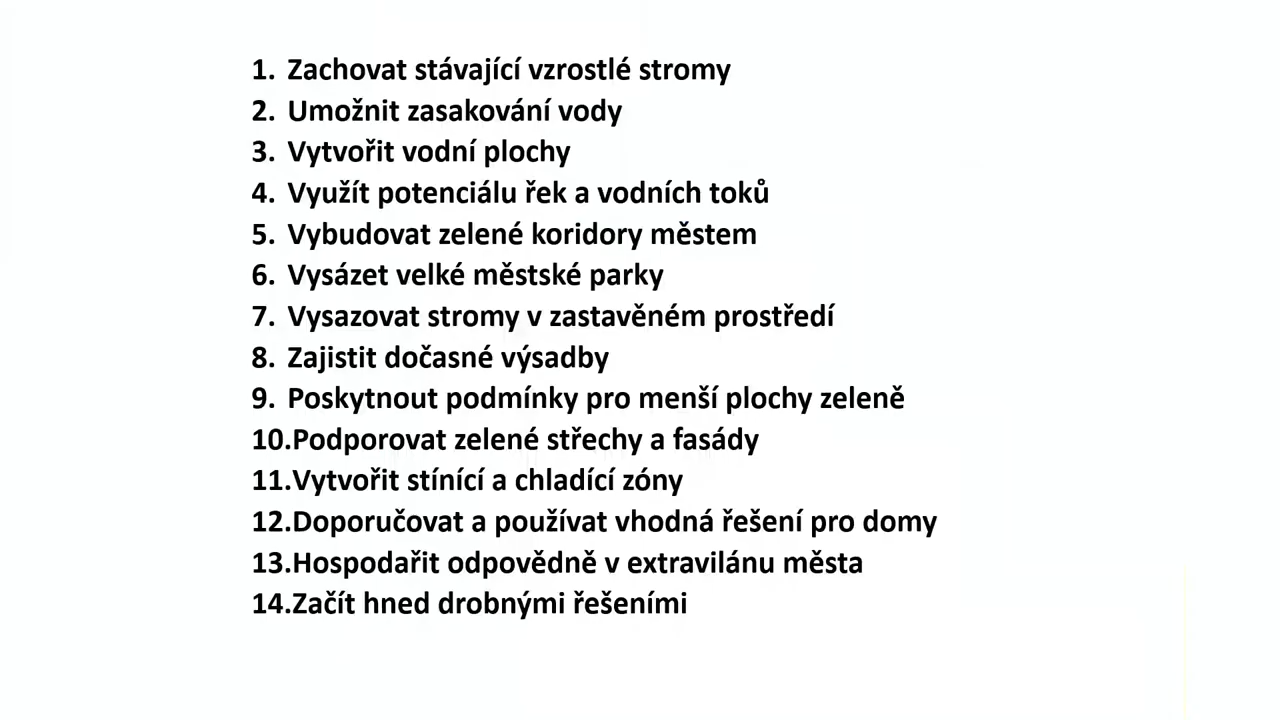 1. Zachovat stávající vzrostlé stromy
2. Umožnit zasakování vody
3. Vytvořit vodní plochy
4. Využít potenciálu řek a vodních toků
5. Vybudovat zelené koridory městem
6. Vysázet velké městské parky
7. Vysazovat stromy v zastavěném prostředí
8. Zajistit dočasné výsadby
9. Poskytnout podmínky pro menší plochy zeleně
10.Podporovat zelené střechy a fasády
11.Vytvořit stínící a chladící zóny
12.Doporučovat a používat vhodná řešení pro domy
13.Hospodařit odpovědně v extravilánu města
14.Začít hned drobnými řešeními